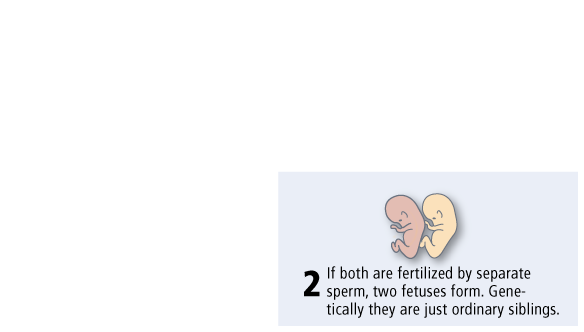 2 If both are fertilized by separate
sperm, two fetuses form. Gene-
tically they are just ordinary siblings.